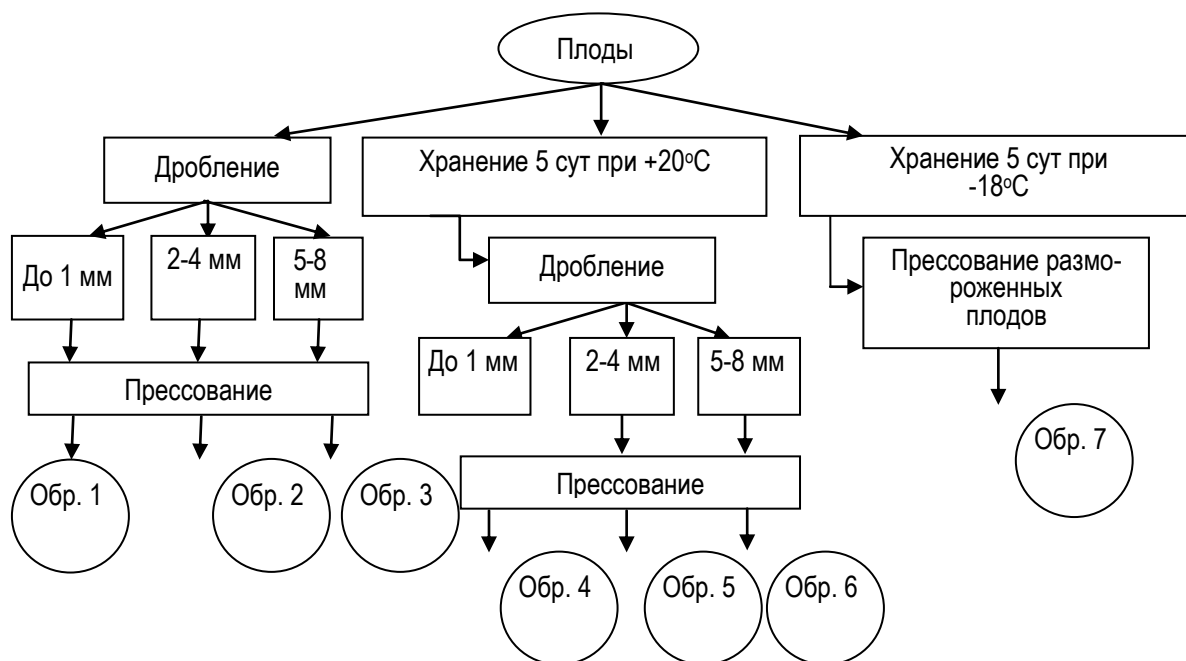 Плоды
Дробление
Хранение 5 сут при +20°С
Хранение 5 сут при
-18°С
До 1 мм
2-4 мм
5-8
мм
Дробление
Прессование размо-
роженных
плодов
До 1 мм
2-4 мм
5-8 мм
Прессование
Обр. 1
Обр. 2
Обр. 3
Прессование
Обр. 7
Обр. 4
Обр. 5
Обр. 6